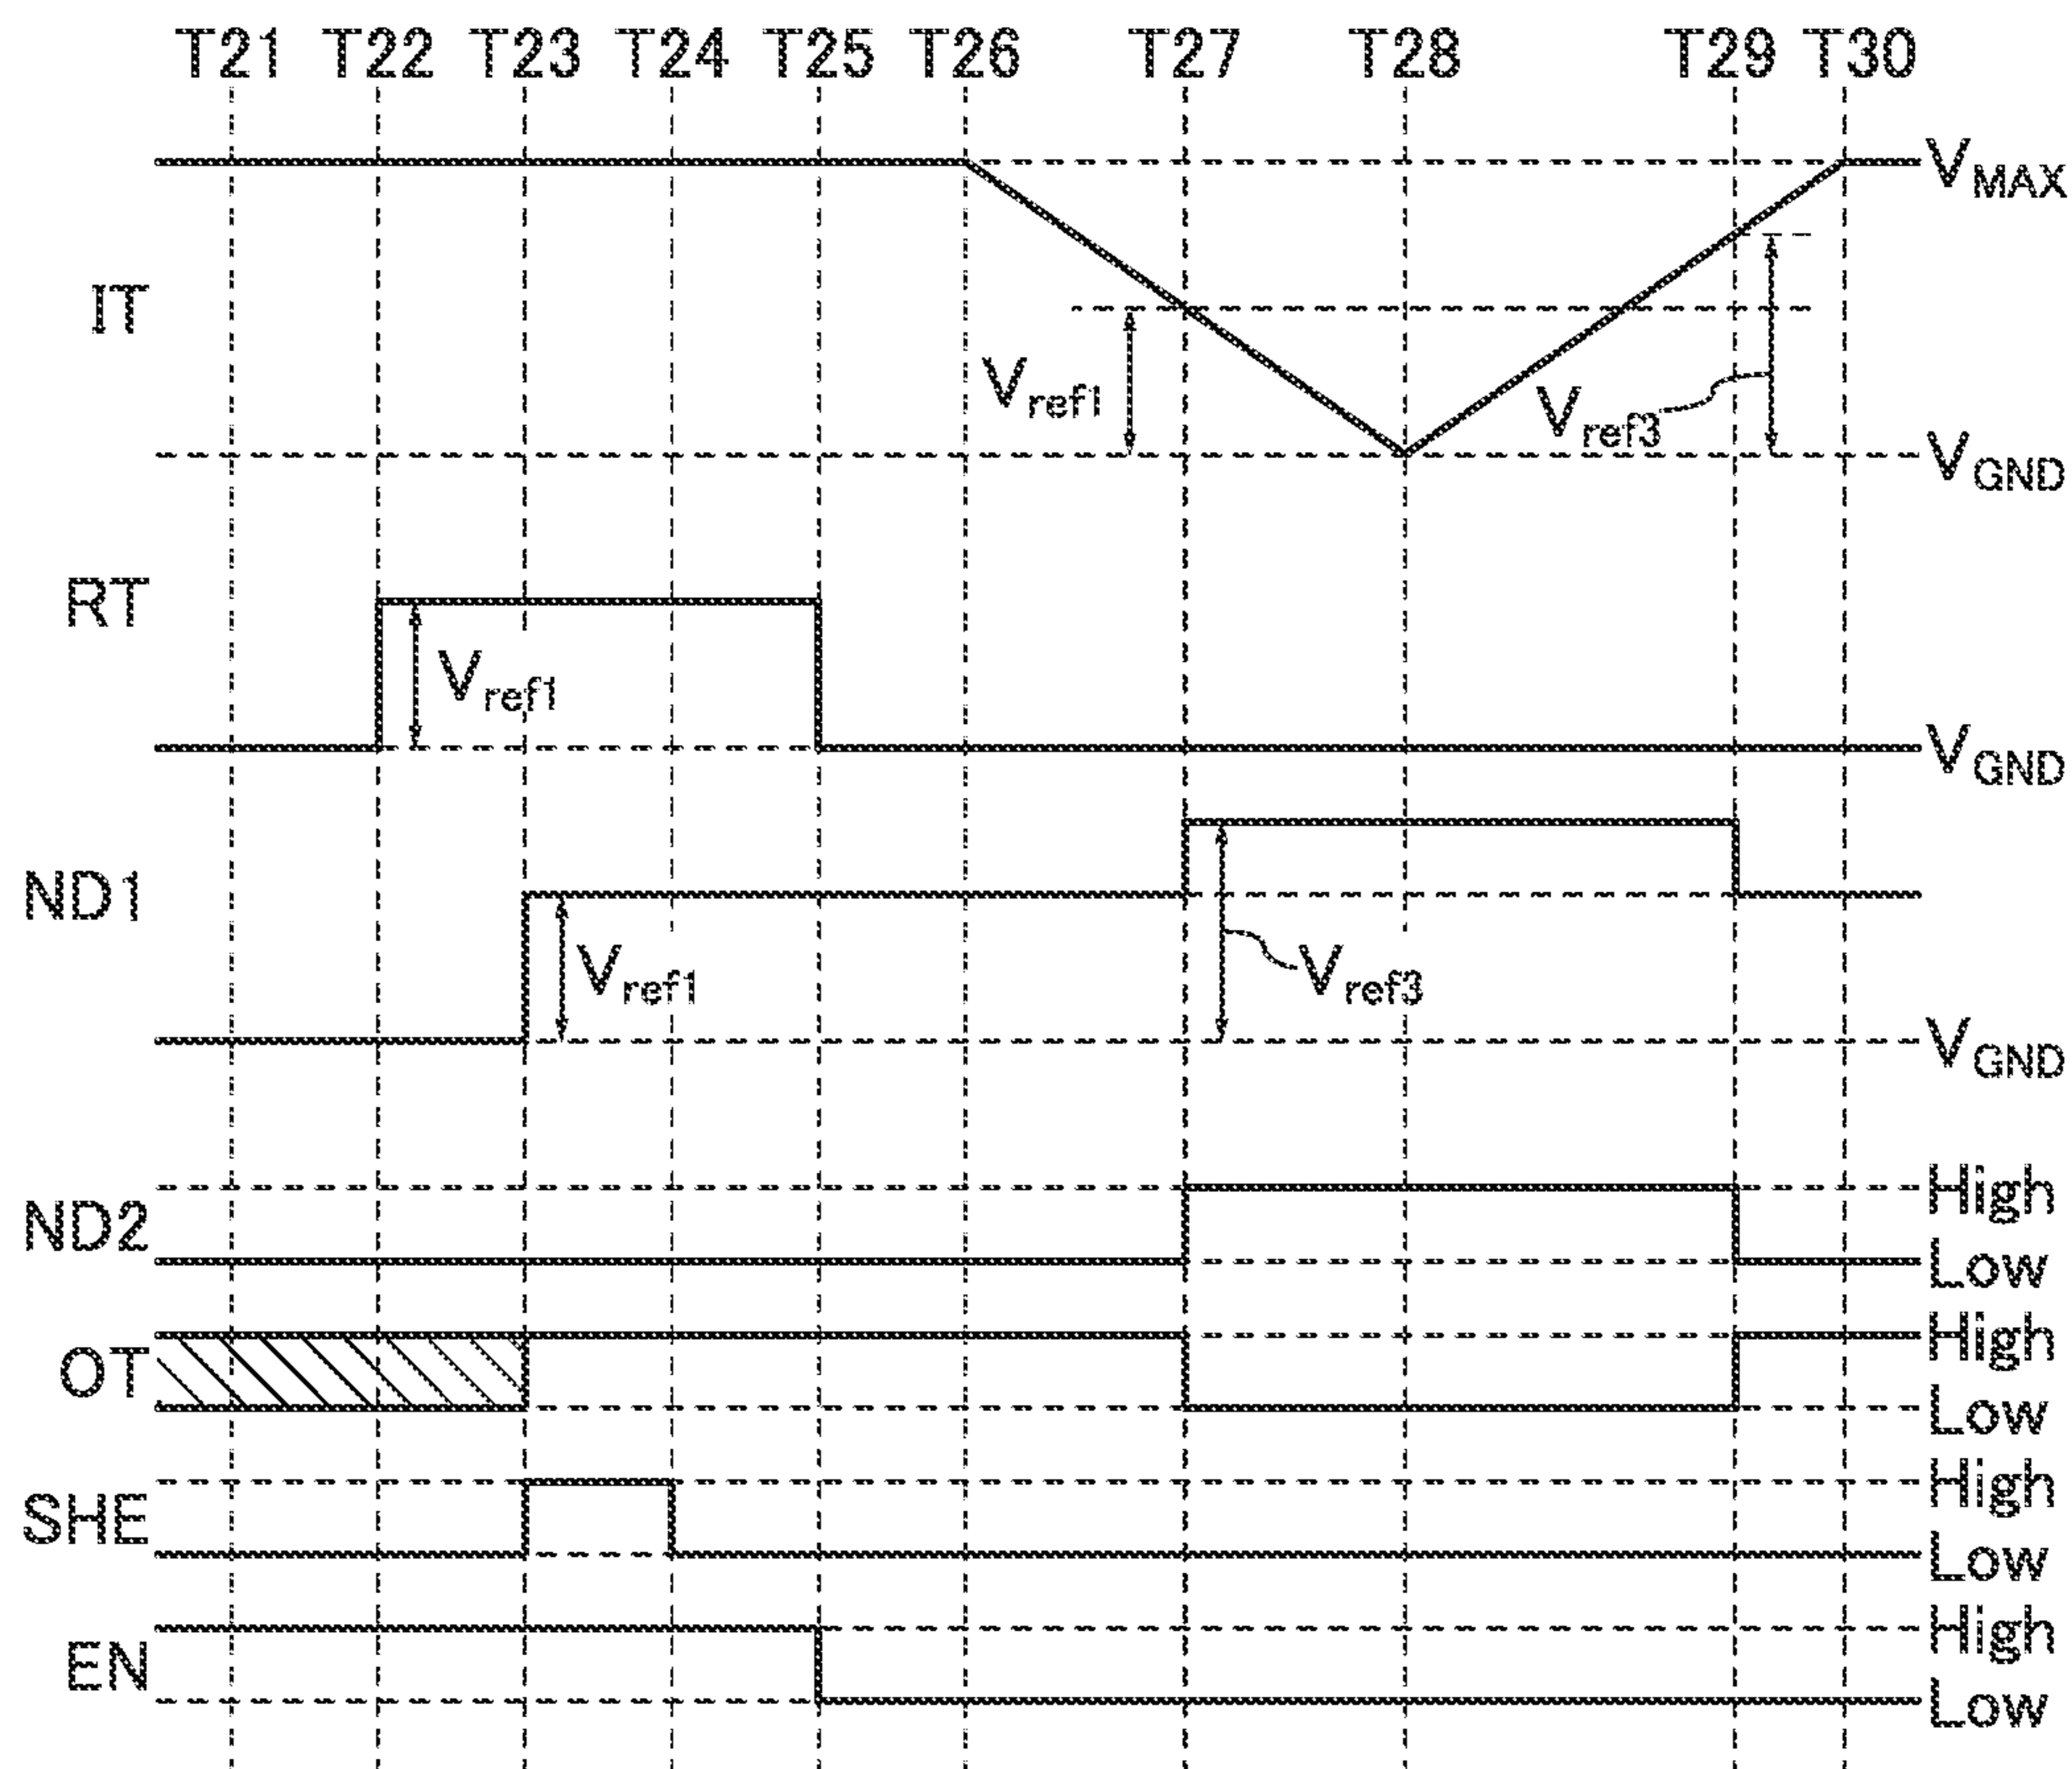 T21 T22 T23 T24 T25 T26 T27 T28 T29 T30
VMAX
IT
Vref1
Vref3
VGND
RT
Vref1
VGND
ND1
Vref1
Vref3
VGND
ND2
High
Low
OT
High
Low
SHE
High
Low
EN
High
Low